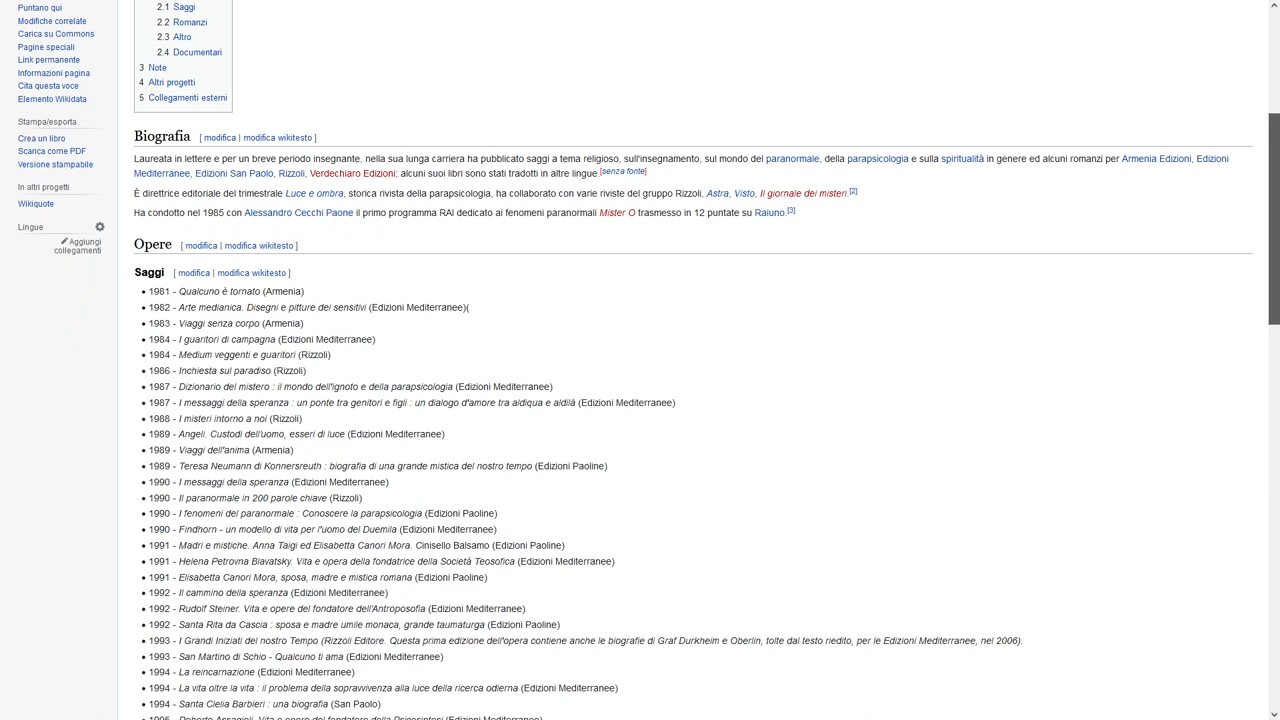 Puntano qui
Modifiche correlate
Carica su Commons
Pagine speciali
Link permanente
Informazioni pagina
Cita questa voce
Elemento Wikidata
Stampa/esporta
Crea un libro
Scarica come PDF
Versione stampabile
In altri progetti
Wikiquote
Lingue
Aggiungi
collegamenti
2.1 Saggi
2.2 Romanzi
2.3 Altro
2.4 Documentari
3 Note
4 Altri progetti
5 Collegamenti esterni
Biografia [ modifica | modifica wikitesto ]
Laureata in lettere e per un breve periodo insegnante, nella sua lunga carriera ha pubblicato saggi a tema religioso, sull'insegnamento, sul mondo del paranormale, della parapsicologia e sulla spiritualità in genere ed alcuni romanzi per Armenia Edizioni, Edizioni
Mediterranee, Edizioni San Paolo, Rizzoli, Verdechiaro Edizioni; alcuni suoi libri sono stati tradotti in altre lingue.[senza fonte]
È direttrice editoriale del trimestrale Luce e ombra, storica rivista della parapsicologia, ha collaborato con varie riviste del gruppo Rizzoli, Astra, Visto, Il giornale dei misteri.[2]
Ha condotto nel 1985 con Alessandro Cecchi Paone il primo programma RAI dedicato ai fenomeni paranormali Mister O trasmesso in 12 puntate su Raiuno.[3]
Opere [ modifica | modifica wikitesto ]
Saggi [ modifica | modifica wikitesto ]
• 1981 - Qualcuno è tornato (Armenia)
• 1982 - Arte medianica. Disegni e pitture dei sensitivi (Edizioni Mediterranee)(
• 1983 - Viaggi senza corpo (Armenia)
• 1984 - I guaritori di campagna (Edizioni Mediterranee)
• 1984 - Medium veggenti e guaritori (Rizzoli)
• 1986 - Inchiesta sul paradiso (Rizzoli)
• 1987 - Dizionario del mistero : il mondo dell'ignoto e della parapsicologia (Edizioni Mediterranee)
• 1987 - I messaggi della speranza : un ponte tra genitori e figli : un dialogo d'amore tra aldiqua e aldilà (Edizioni Mediterranee)
• 1988 - I misteri intorno a noi (Rizzoli)
• 1989 - Angeli. Custodi dell'uomo, esseri di luce (Edizioni Mediterranee)
• 1989 - Viaggi dell'anima (Armenia)
• 1989 - Teresa Neumann di Konnersreuth : biografia di una grande mistica del nostro tempo (Edizioni Paoline)
• 1990 - I messaggi della speranza (Edizioni Mediterranee)
• 1990 - Il paranormale in 200 parole chiave (Rizzoli)
• 1990 - I fenomeni del paranormale : Conoscere la parapsicologia (Edizioni Paoline)
• 1990 - Findhorn - un modello di vita per l'uomo del Duemila (Edizioni Mediterranee)
• 1991 - Madri e mistiche. Anna Taigi ed Elisabetta Canori Mora. Cinisello Balsamo (Edizioni Paoline)
• 1991 - Helena Petrovna Blavatsky. Vita e opera della fondatrice della Società Teosofica (Edizioni Mediterranee)
• 1991 - Elisabetta Canori Mora, sposa, madre e mistica romana (Edizioni Paoline)
• 1992 - Il cammino della speranza (Edizioni Mediterranee)
• 1992 - Rudolf Steiner. Vita e opere del fondatore dell'Antroposofia (Edizioni Mediterranee)
• 1992 - Santa Rita da Cascia : sposa e madre umile monaca, grande taumaturga (Edizioni Paoline)
• 1993 - I Grandi Iniziati del nostro Tempo (Rizzoli Editore. Questa prima edizione dell'opera contiene anche le biografie di Graf Durkheim e Oberlin, tolte dal testo riedito, per le Edizioni Mediterranee, nel 2006).
• 1993 - San Martino di Schio - Qualcuno ti ama (Edizioni Mediterranee)
• 1994 - La reincarnazione (Edizioni Mediterranee)
• 1994 - La vita oltre la vita : il problema della sopravvivenza alla luce della ricerca odierna (Edizioni Mediterranee)
• 1994 - Santa Clelia Barbieri : una biografia (San Paolo)
• 1995 - Roberto Assagioli. Vita e opere del fondatore della Psicosintesi (Edizioni Mediterranee)